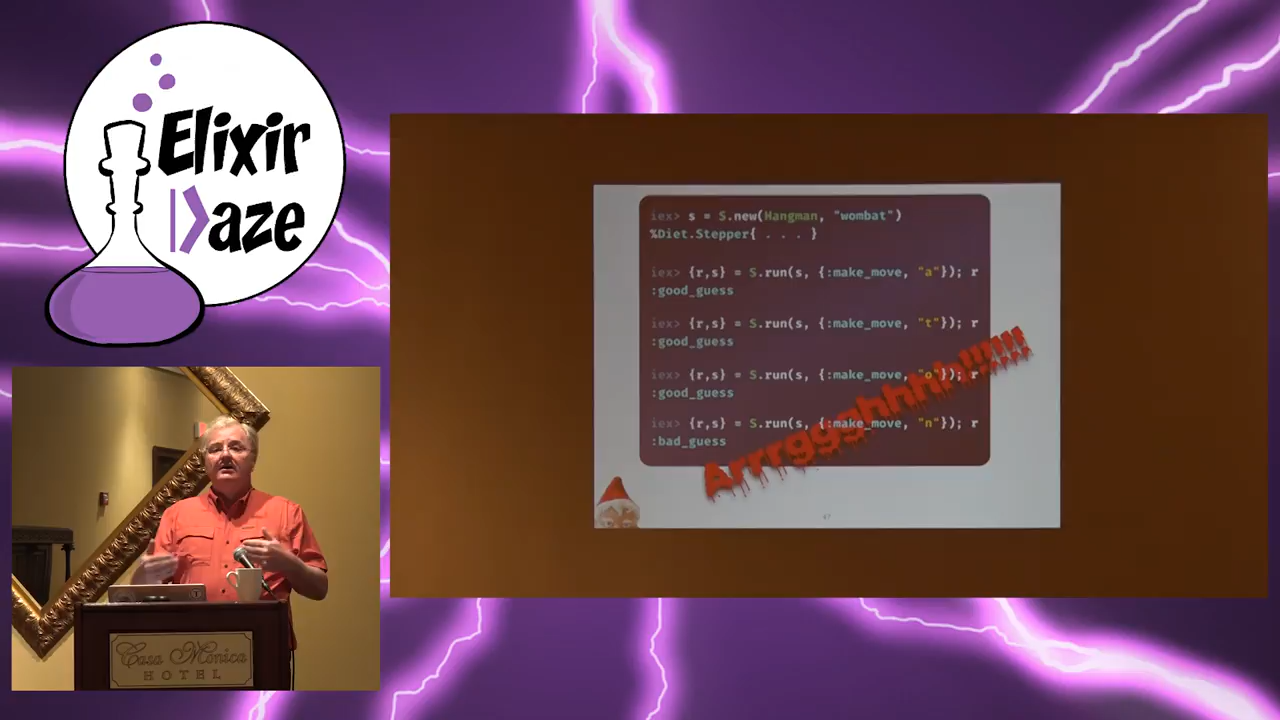 Elixir
Daze
iex> s = S.new(Hangman, "wombat")
%Diet.Stepper{ . . . }
iex> {r,s} = S.run(s, {:make_move, "a"}); r
:good_guess
iex> {r,s} = S.run(s, {:make_move, "t"}); r
:good_guess
iex> {r,s} = S.run(s, {:make_move, "o"}); r
:good_guess
iex> {r,s} = S.run(s, {:make_move, "n"}); r
:bad_guess
Arrrggghhhh!!!!!!
Casa Monica
HOTEL